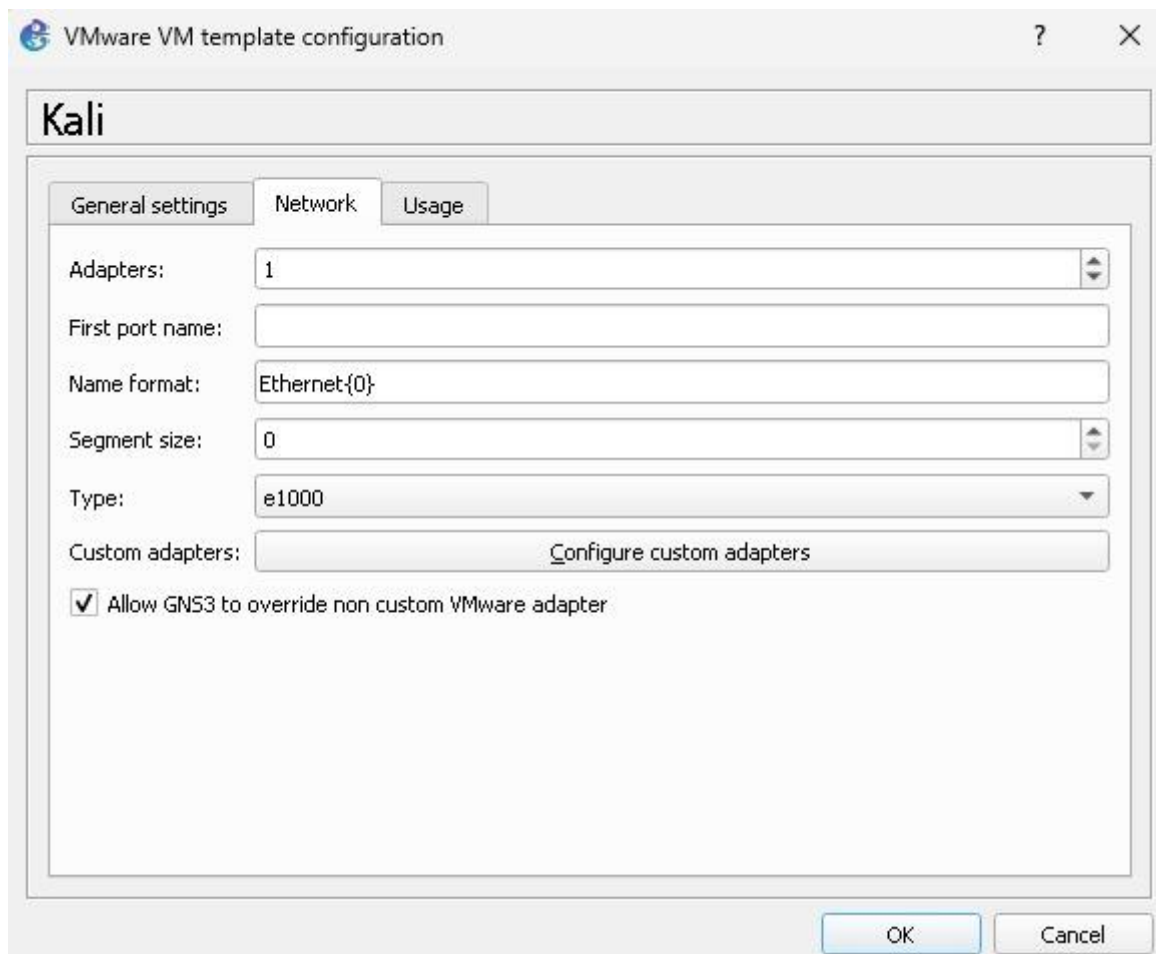 VMware VM template configuration ? ×
Kali
General settings Network Usage
Adapters: 1
First port name:
Name format: Ethernet{0}
Segment size: 0
Type: e1000
Custom adapters: Configure custom adapters
Allow GNS3 to override non custom VMware adapter
OK Cancel